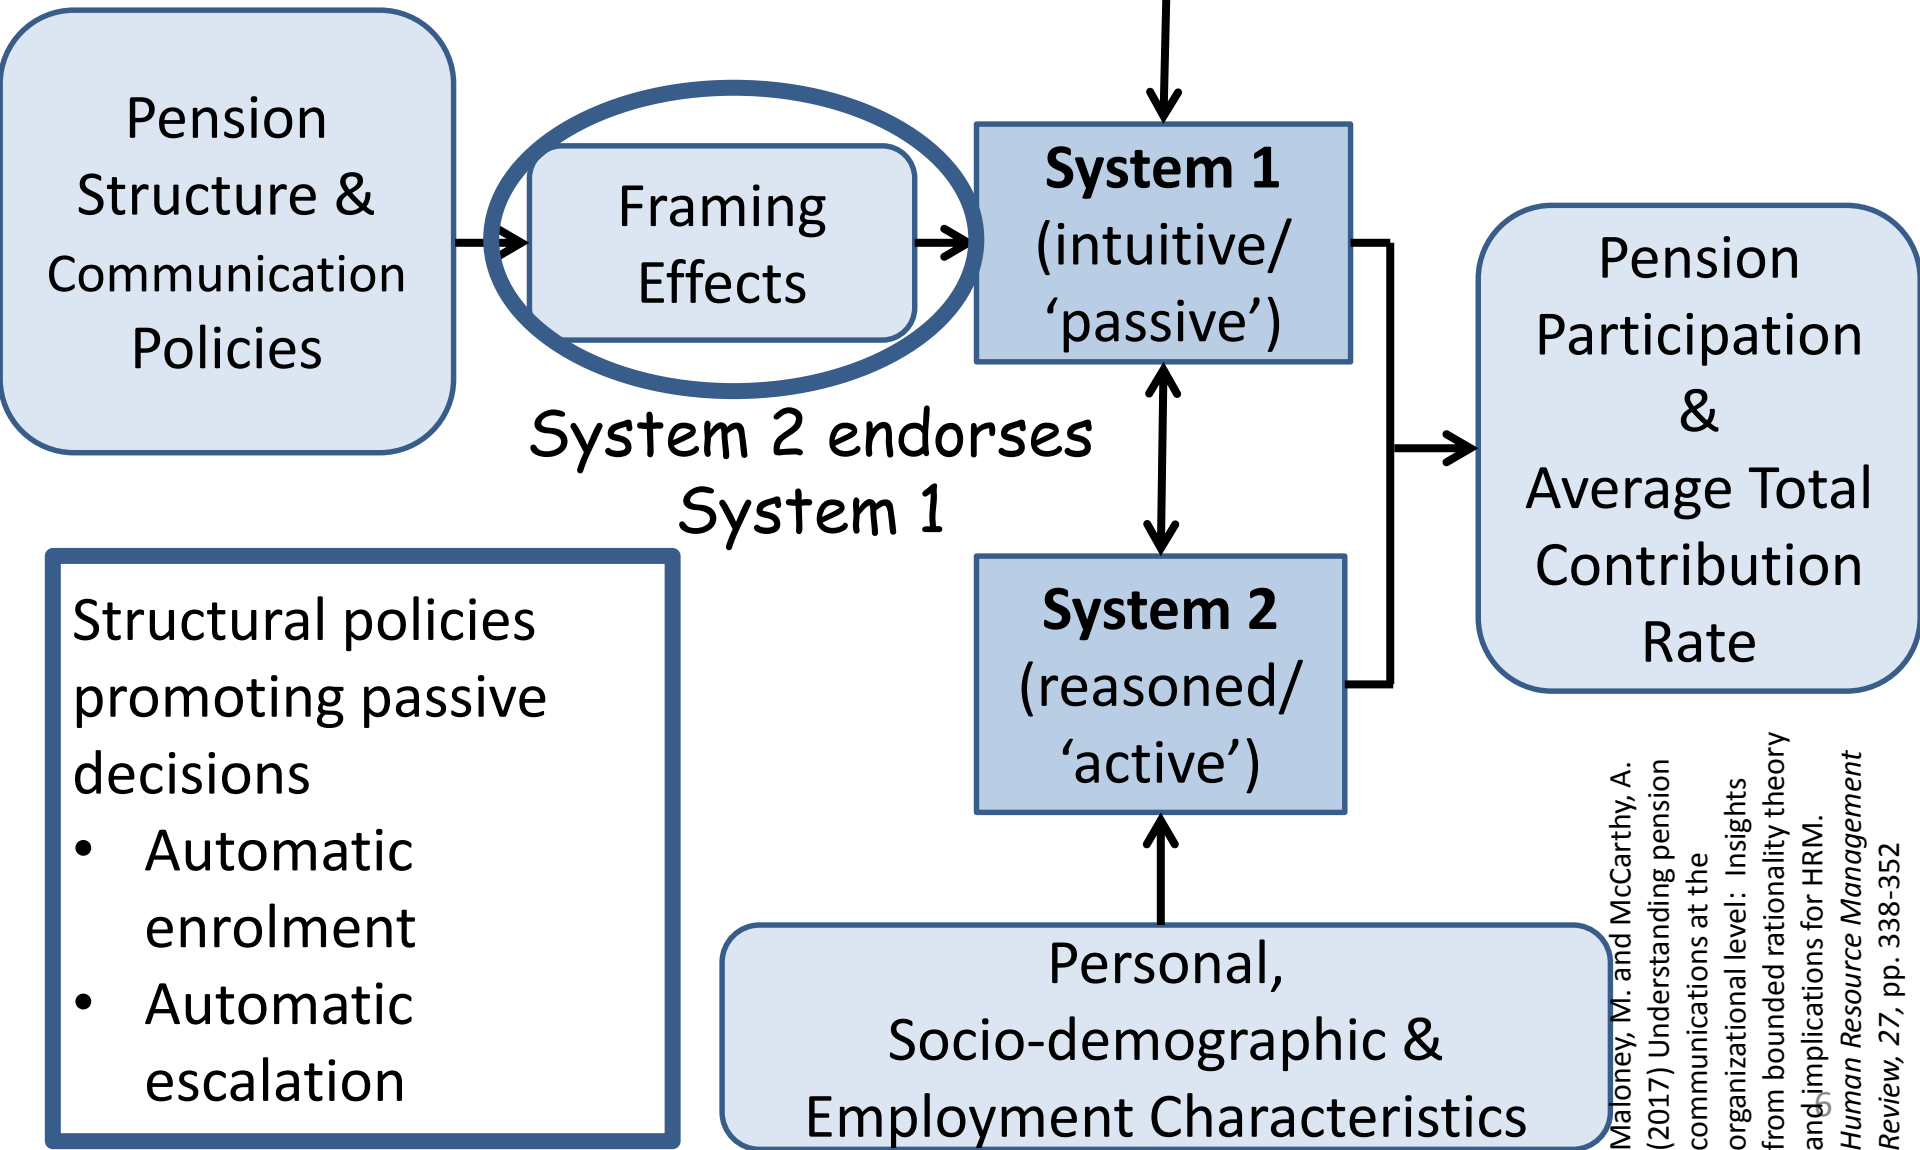 Pension
Structure &
Communication
Policies
Framing
Effects
System 1
(intuitive/
‘passive’)
Pension
Participation
&
Average Total
Contribution
Rate
System 2 endorses
System 1
System 2
(reasoned/
‘active’)
Structural policies
promoting passive
decisions
• Automatic
enrolment
• Automatic
escalation
Personal,
Socio-demographic &
Employment Characteristics
Maloney, M. and McCarthy, A.
(2017) Understanding pension
communications at the
organizational level: Insights
from bounded rationality theory
and implications for HRM.
Human Resource Management
Review, 27, pp. 338-352
6